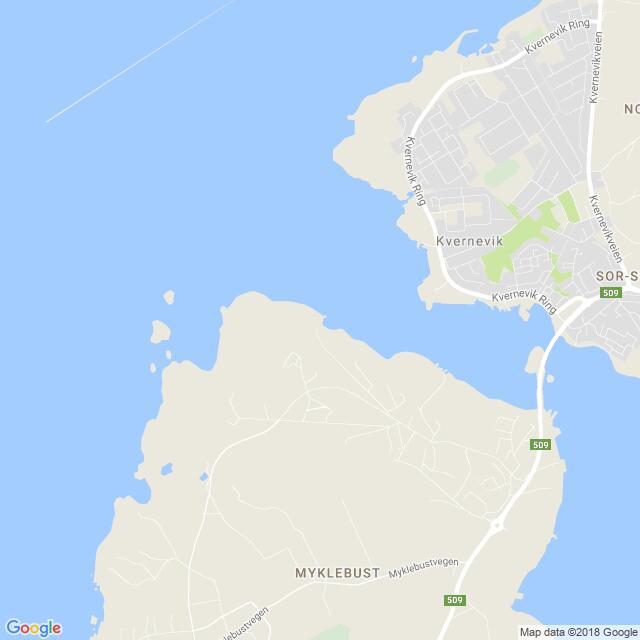 Kvernevik Ring
Kvernevikveien
NO
Kvernevik Ring
Kvernevikveien
Kvernevik
SOR-S
509
Kvernevik Ring
509
MYKLEBUST
Myklebustvegen
509
klebustvegen
Google
Map data ©2018 Google